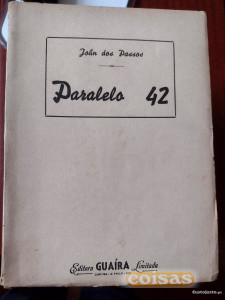 John dos Passos
Paralelo 42
Editora GUAÍRA Limitada
coisas